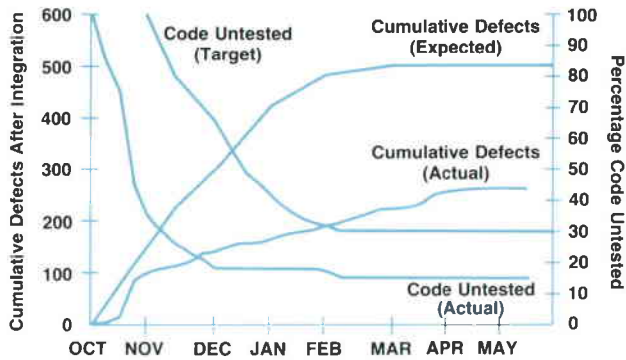 Cumulative Defects After Integration
600
500
400
300
200
100
0
Code Untested
(Target)
Cumulative Defects
(Expected)
Cumulative Defects
(Actual)
Code Untested
(Actual)
100
90
80
70
60
50
40
30
20
10
0
Percentage Code Untested
OCT NOV DEC JAN FEB MAR APR MAY